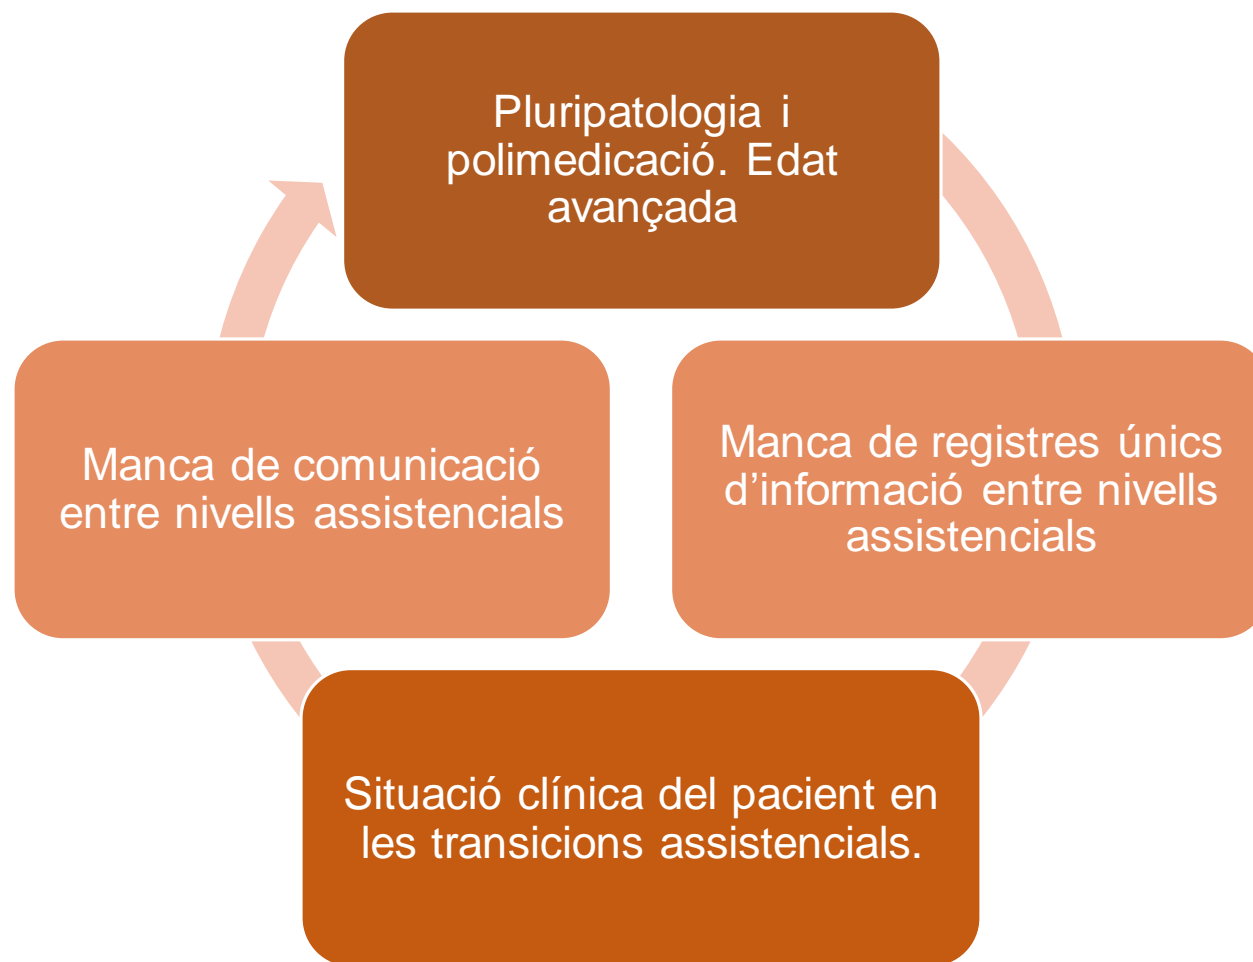 Pluripatologia i
polimedicació. Edat
avançada
Manca de comunicació
entre nivells assistencials
Manca de registres únics
d’informació entre nivells
assistencials
Situació clínica del pacient en
les transicions assistencials.